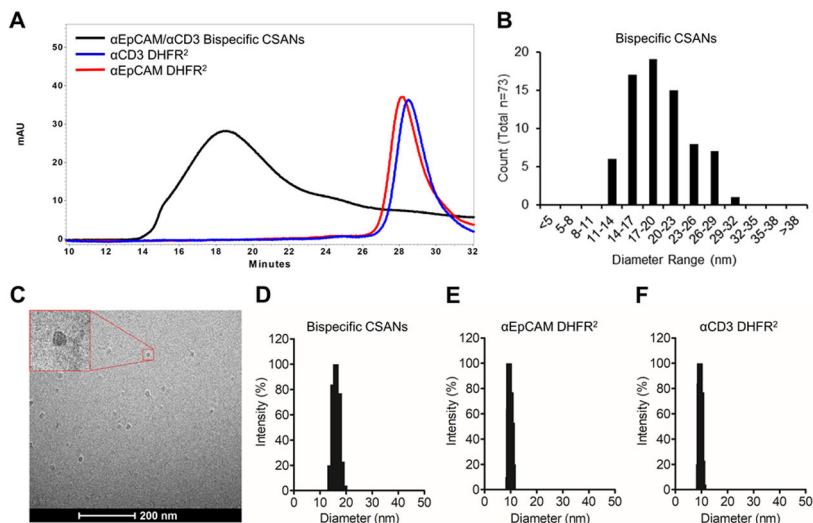 A
αEpCAM/αCD3 Bispecific CSANs
αCD3 DHFR²
αEpCAM DHFR²
mAU
50
40
30
20
10
0
10 12 14 16 18 20 22 24 26 28 30 32
Minutes
B
Bispecific CSANs
Count (Total n=73)
20
15
10
5
0
<5 5-8 8-11 11-14 14-17 17-20 20-23 23-26 26-29 29-32 32-35 35-38 >38
Diameter Range (nm)
C
200 nm
D
Bispecific CSANs
Intensity (%)
120
100
80
60
40
20
0
0 10 20 30 40 50
Diameter (nm)
E
αEpCAM DHFR²
Intensity (%)
120
100
80
60
40
20
0
0 10 20 30 40 50
Diameter (nm)
F
αCD3 DHFR²
Intensity (%)
120
100
80
60
40
20
0
0 10 20 30 40 50
Diameter (nm)